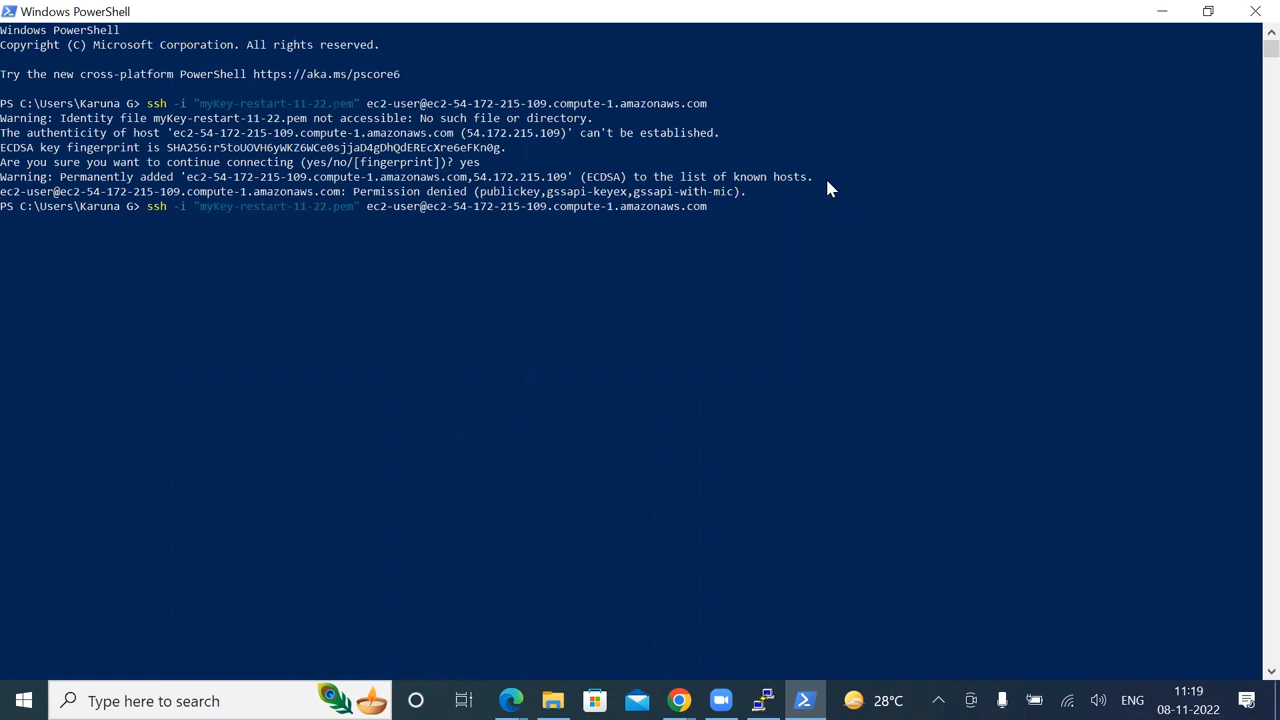 Windows PowerShell
Windows PowerShell
Copyright (C) Microsoft Corporation. All rights reserved.
Try the new cross-platform PowerShell https://aka.ms/pscore6
PS C:\Users\Karuna G> ssh -i "myKey-restart-11-22.pem" ec2-user@ec2-54-172-215-109.compute-1.amazonaws.com
Warning: Identity file myKey-restart-11-22.pem not accessible: No such file or directory.
The authenticity of host 'ec2-54-172-215-109.compute-1.amazonaws.com (54.172.215.109)' can't be established.
ECDSA key fingerprint is SHA256:r5toUOVH6yWKZ6WCe0sjjaD4gDhQdEREcXre6eFKn0g.
Are you sure you want to continue connecting (yes/no/[fingerprint])? yes
Warning: Permanently added 'ec2-54-172-215-109.compute-1.amazonaws.com,54.172.215.109' (ECDSA) to the list of known hosts.
ec2-user@ec2-54-172-215-109.compute-1.amazonaws.com: Permission denied (publickey,gssapi-keyex,gssapi-with-mic).
PS C:\Users\Karuna G> ssh -i "myKey-restart-11-22.pem" ec2-user@ec2-54-172-215-109.compute-1.amazonaws.com
Type here to search
28°C
ENG
11:19
08-11-2022